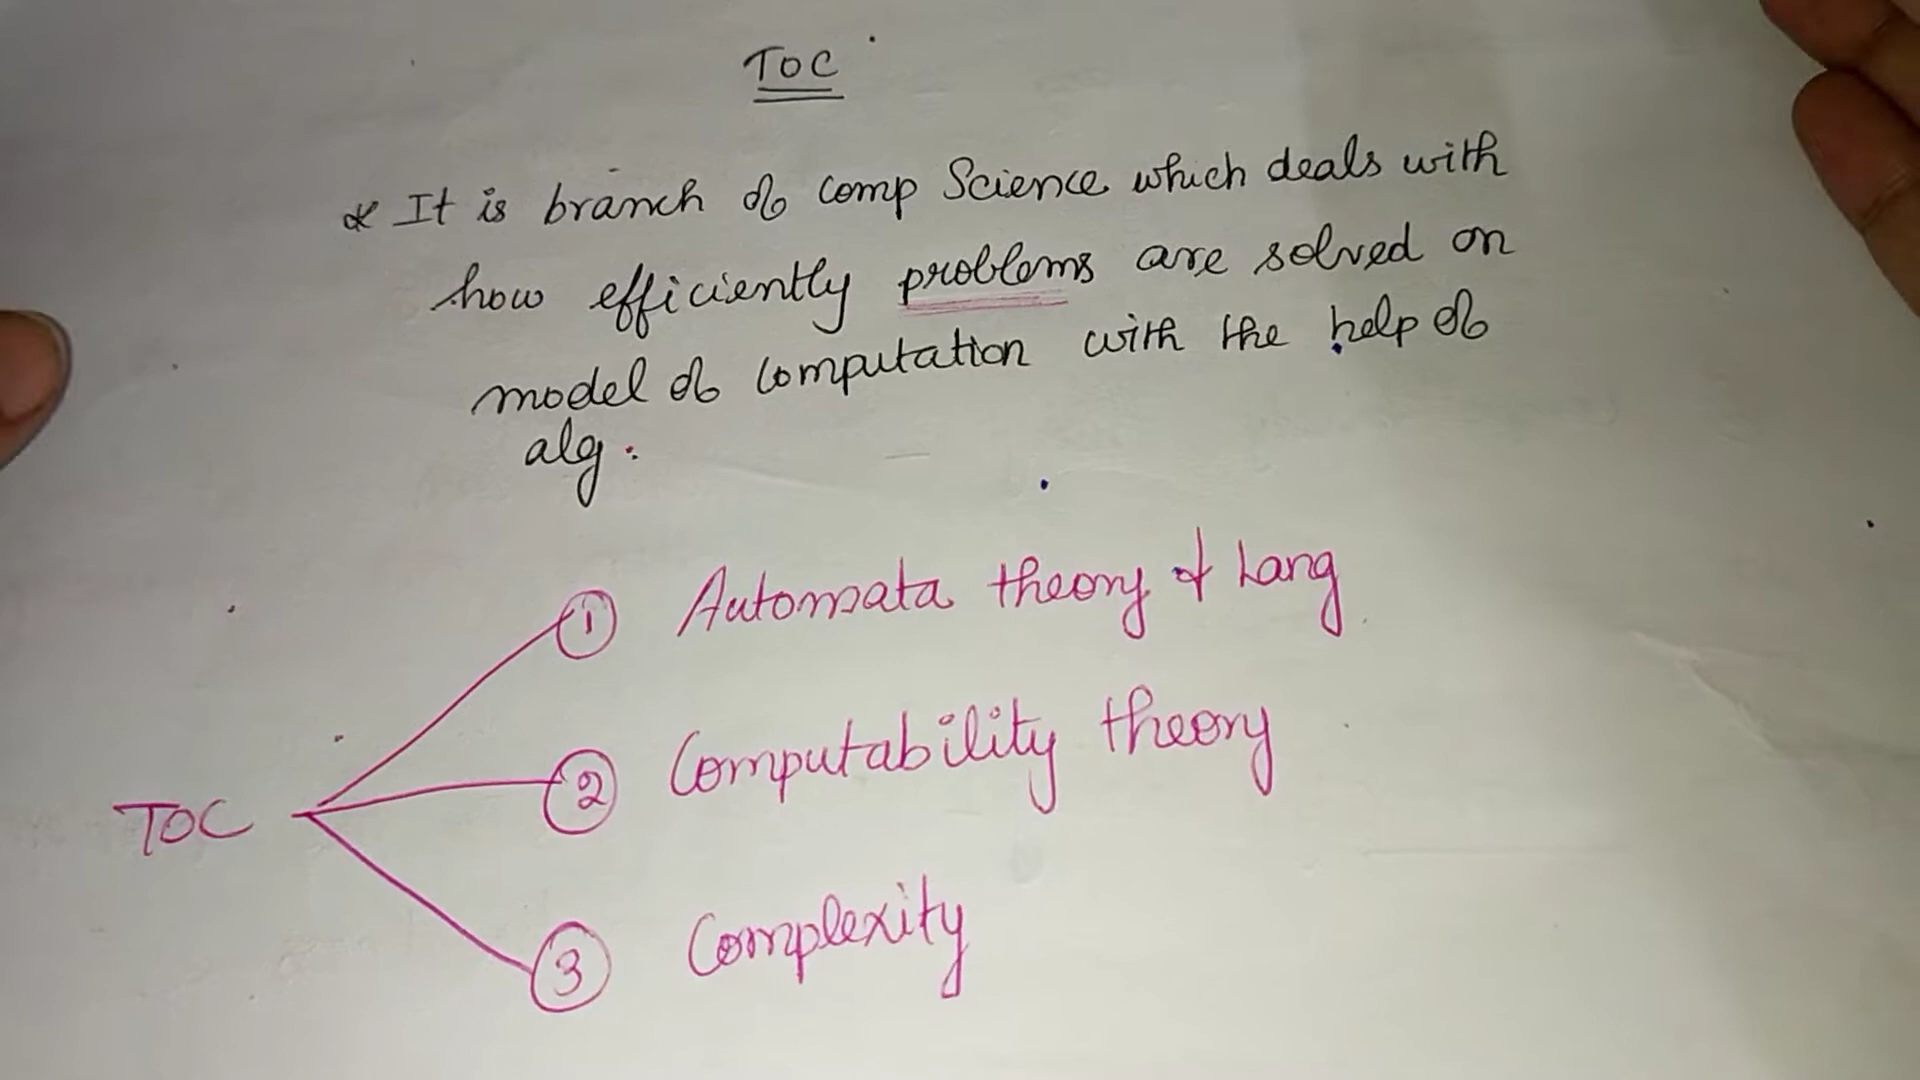 TOC
* It is branch of comp Science which deals with
how efficiently problems are solved on
model of computation with the help of
alg.
① Automata theory & Lang
② Computability theory
TOC
③ Complexity